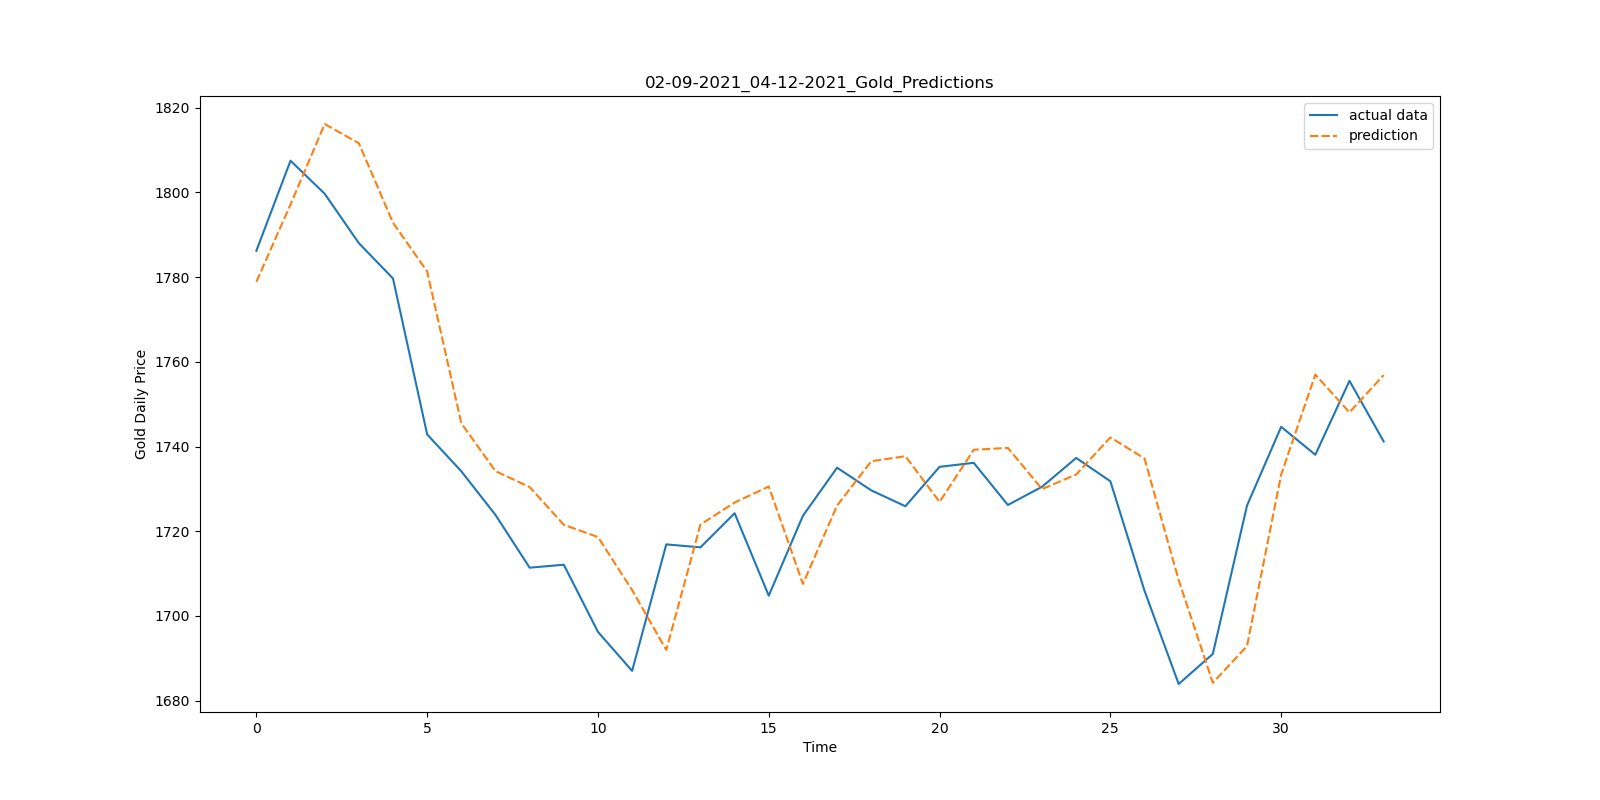 02-09-2021_04-12-2021_Gold_Predictions
actual data
prediction
Gold Daily Price
1820
1800
1780
1760
1740
1720
1700
1680
0 5 10 15 20 25 30
Time